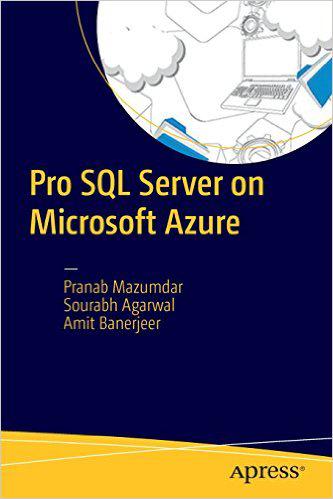 Pro SQL Server on
Microsoft Azure
Pranab Mazumdar
Sourabh Agarwal
Amit Banerjeer
Apress®